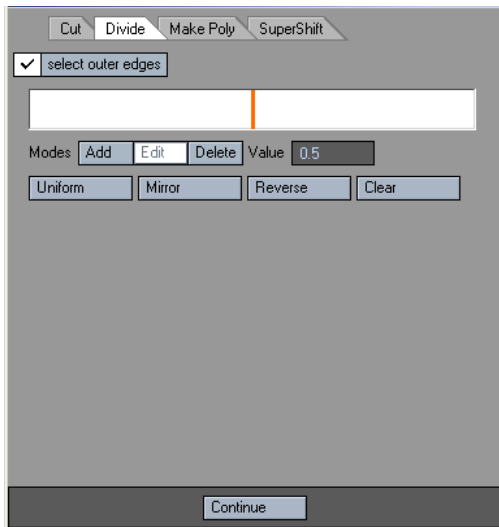 Cut Divide Make Poly SuperShift
select outer edges
Modes Add Edit Delete Value 0.5
Uniform Mirror Reverse Clear
Continue